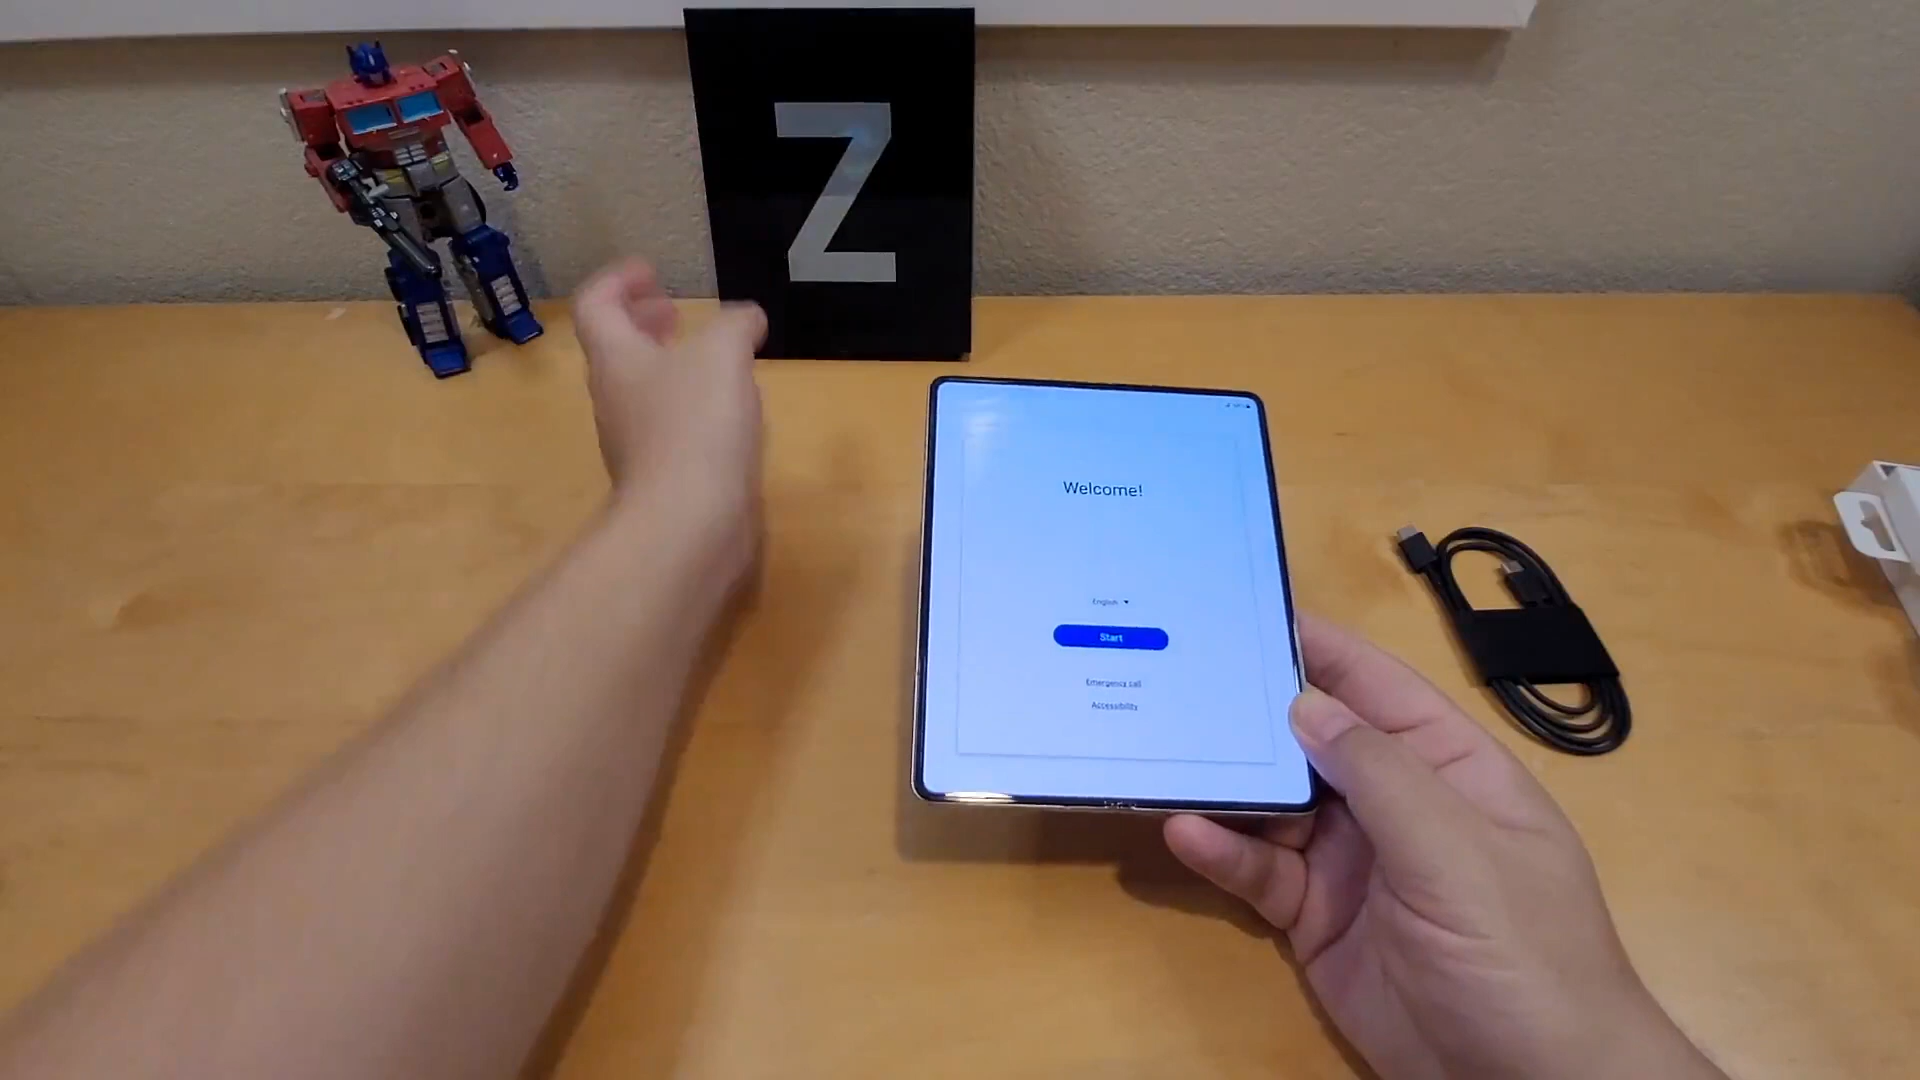 Z
Welcome!
English
Start
Emergency call
Accessibility